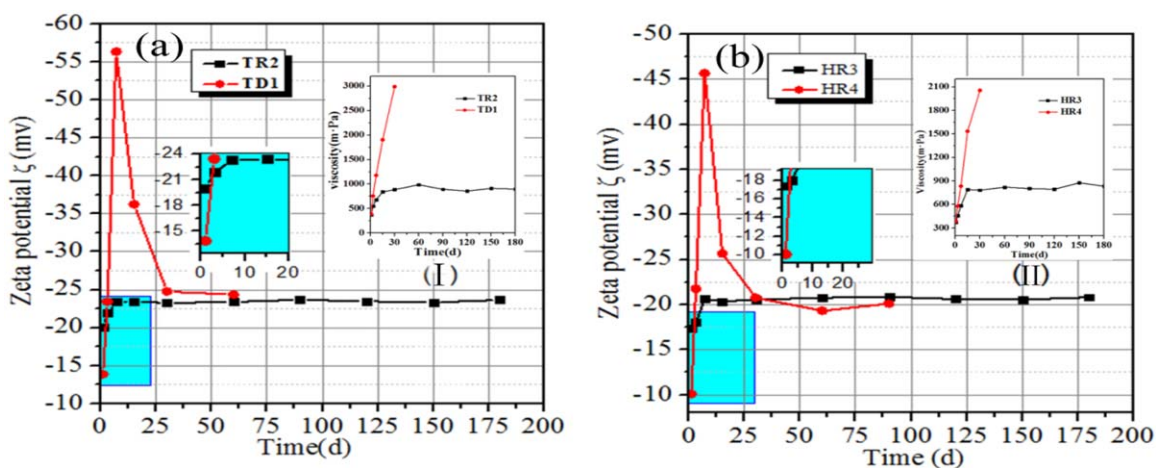 (a)
TR2
TD1
Zeta potential ζ (mv)
-60
-55
-50
-45
-40
-35
-30
-25
-20
-15
-10
0 25 50 75 100 125 150 175 200
Time(d)
-24
-21
-18
-15
0 10 20
Viscosity(m·Pa)
3000
2500
2000
1500
1000
500
TR2
TD1
0 30 60 90 120 150 180
Time(d)
(I)
(b)
HR3
HR4
Zeta potential ζ (mv)
-50
-45
-40
-35
-30
-25
-20
-15
-10
0 25 50 75 100 125 150 175 200
Time (d)
-18
-16
-14
-12
-10
0 10 20
Viscosity(m·Pa)
2100
1800
1500
1200
900
600
300
HR3
HR4
0 30 60 90 120 150 180
Time(d)
(II)